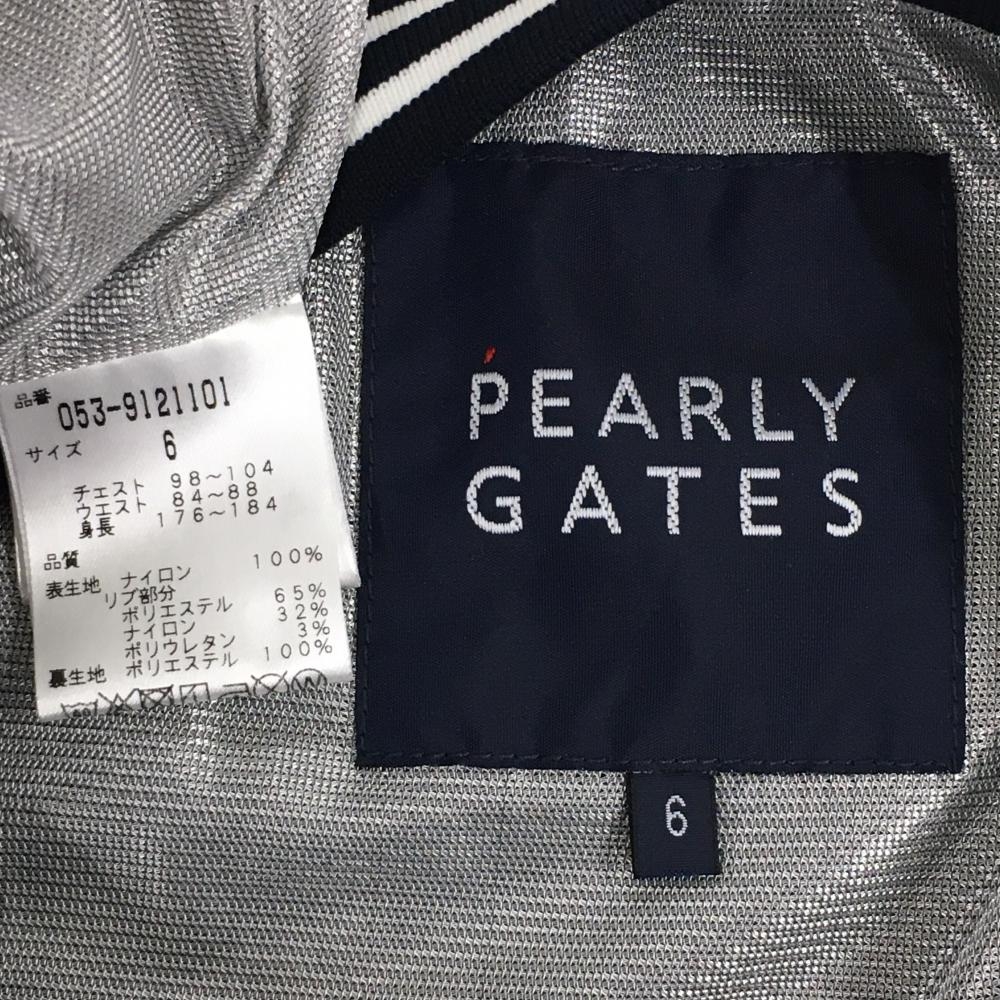 品番 053-9121101
サイズ 6
チェスト 98～104
ウエスト 84～88
身長 176～184
品質
表生地 ナイロン 100%
リブ部分
ポリエステル 65%
ナイロン 32%
ポリウレタン 3%
裏生地 ポリエステル 100%
PEARLY
GATES
6